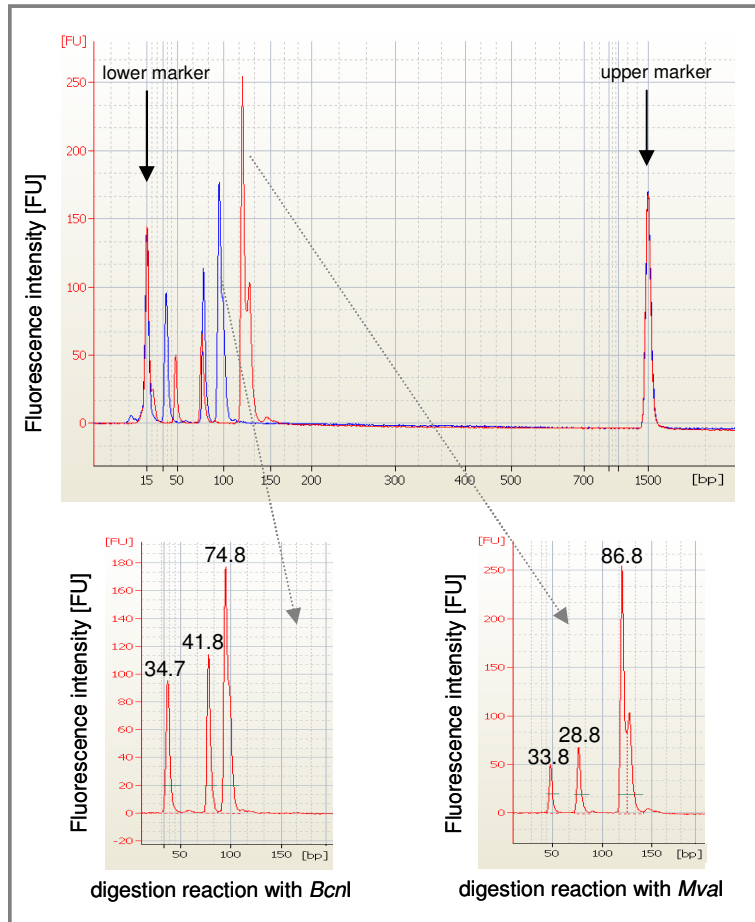 [FU]
lower marker
upper marker
250
200
150
100
50
0
Fluorescence intensity [FU]
15 50 100 150 200 300 400 500 700 1500 [bp]
[FU]
180
160
140
120
100
80
60
40
20
0
-20
Fluorescence intensity [FU]
74.8
41.8
34.7
50 100 150 [bp]
digestion reaction with BcnI
[FU]
250
200
150
100
50
0
Fluorescence intensity [FU]
86.8
33.8 28.8
50 100 150 [bp]
digestion reaction with MvaI